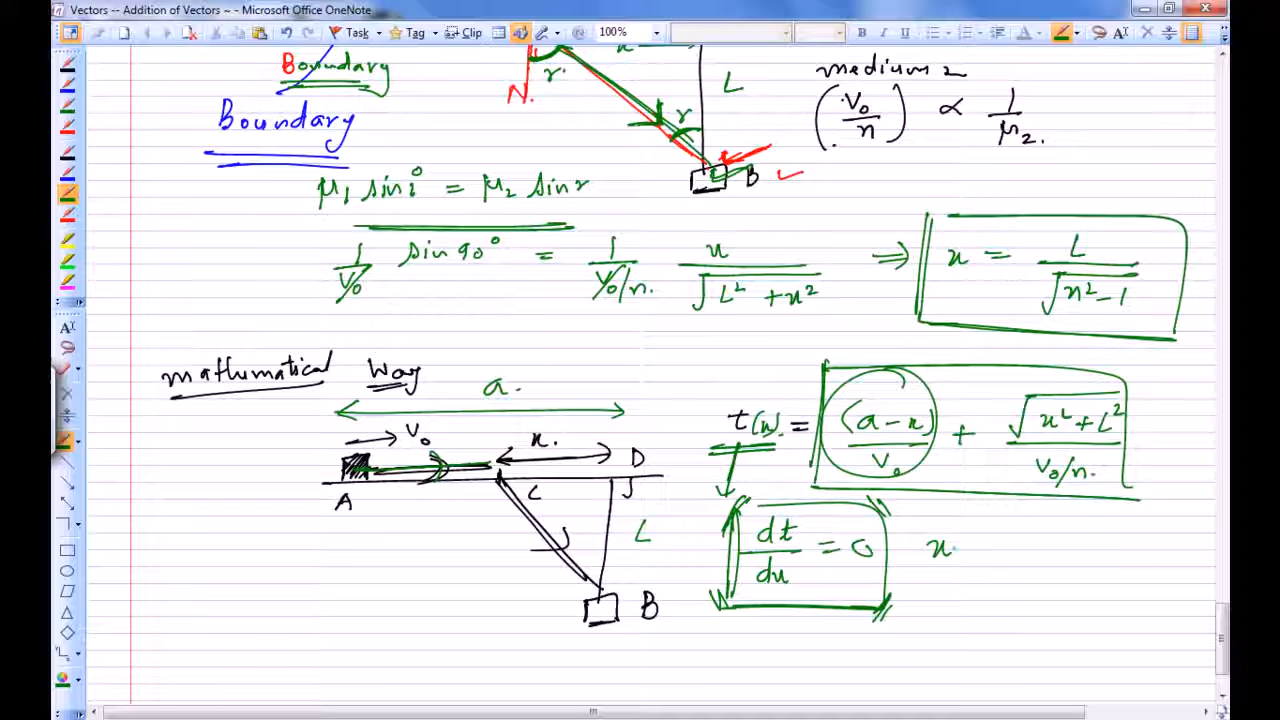 Vectors -- Addition of Vectors ~ - Microsoft Office OneNote
Task Tag Clip 100% B I U
Boundary
Boundary
N.
r.
r
x
L
B ✓
medium 2
(V₀/n) ∝ 1/μ₂.
μ₁ sin i = μ₂ sin r
1/V₀ sin 90° = 1/(V₀/n) x/√(L² + x²) ⇒ x = L/√(n² - 1)
mathematical Way
a.
V₀
x.
D
A
C
L
B
t(x) = (a - x)/V₀ + √(x² + L²)/(V₀/n)
dt/dx = 0 x